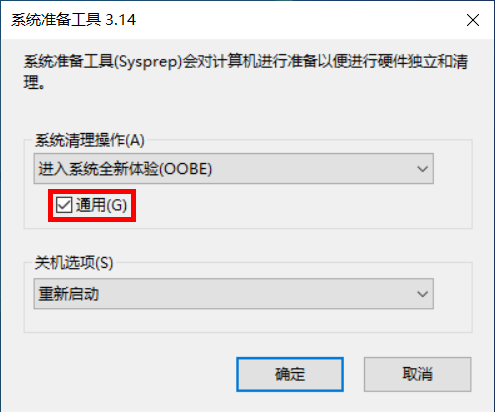 系统准备工具 3.14
系统准备工具(Sysprep)会对计算机进行准备以便进行硬件独立和清
理。
系统清理操作(A)
进入系统全新体验(OOBE)
通用(G)
关机选项(S)
重新启动
确定
取消